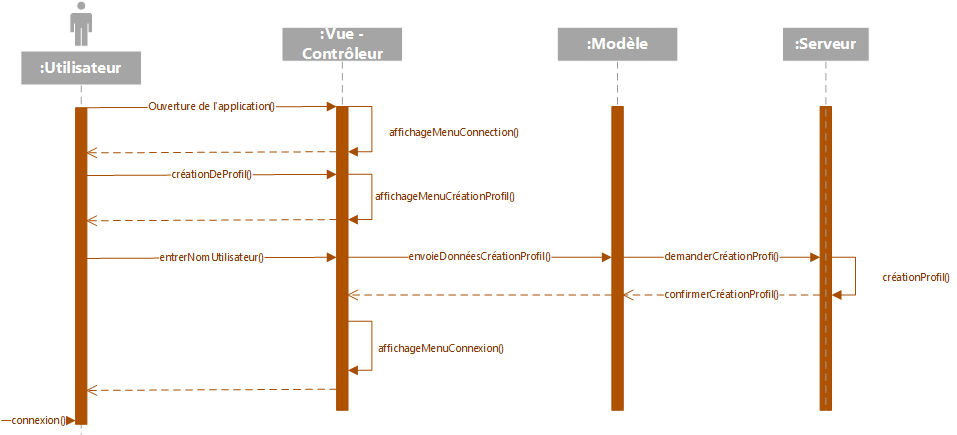 :Utilisateur
:Vue -
Contrôleur
:Modèle
:Serveur
Ouverture de l'application()
affichageMenuConnection()
créationDeProfil()
affichageMenuCréationProfil()
entrerNomUtilisateur()
envoieDonnéesCréationProfil()
demanderCréationProfi()
créationProfil()
confirmerCréationProfil()
affichageMenuConnexion()
connexion()